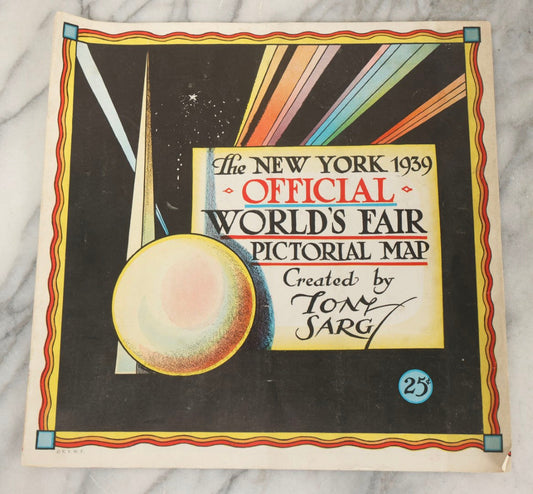 The NEW YORK 1939
OFFICIAL
WORLD'S FAIR
PICTORIAL MAP
Created by
TONY
SARG
25¢